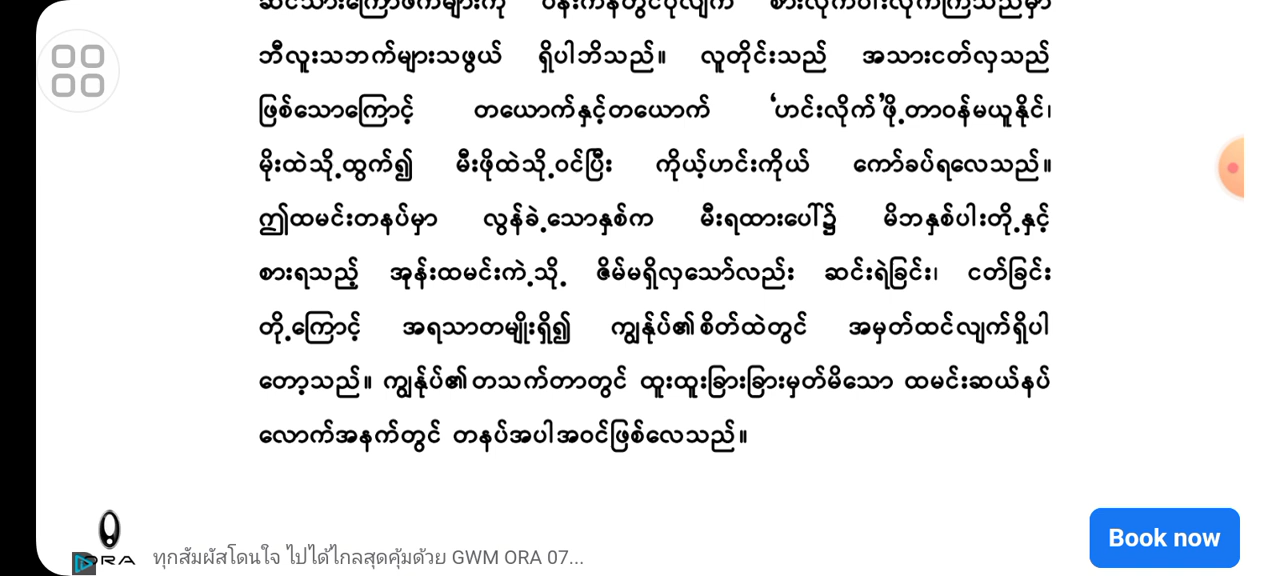 ဘီလူးသဘက်များသဖွယ် ရှိပါဘိသည်။ လူတိုင်းသည် အသားငတ်လှသည်
ဖြစ်သောကြောင့် တယောက်နှင့်တယောက် ‘ဟင်းလိုက်’ဖို့တာဝန်မယူနိုင်၊
မိုးထဲသို့ထွက်၍ မီးဖိုထဲသို့ဝင်ပြီး ကိုယ့်ဟင်းကိုယ် ကော်ခပ်ရလေသည်။
ဤထမင်းတနပ်မှာ လွန်ခဲ့သောနှစ်က မီးရထားပေါ်၌ မိဘနှစ်ပါးတို့နှင့်
စားရသည့် အုန်းထမင်းကဲ့သို့ ဇိမ်မရှိလှသော်လည်း ဆင်းရဲခြင်း၊ ငတ်ခြင်း
တို့ကြောင့် အရသာတမျိုးရှိ၍ ကျွန်ုပ်၏စိတ်ထဲတွင် အမှတ်ထင်လျက်ရှိပါ
တော့သည်။ ကျွန်ုပ်၏တသက်တာတွင် ထူးထူးခြားခြားမှတ်မိသော ထမင်းဆယ်နပ်
လောက်အနက်တွင် တနပ်အပါအဝင်ဖြစ်လေသည်။
Book now
ORA ทุกสัมผัสโดนใจ ไปได้ไกลสุดคุ้มด้วย GWM ORA 07...